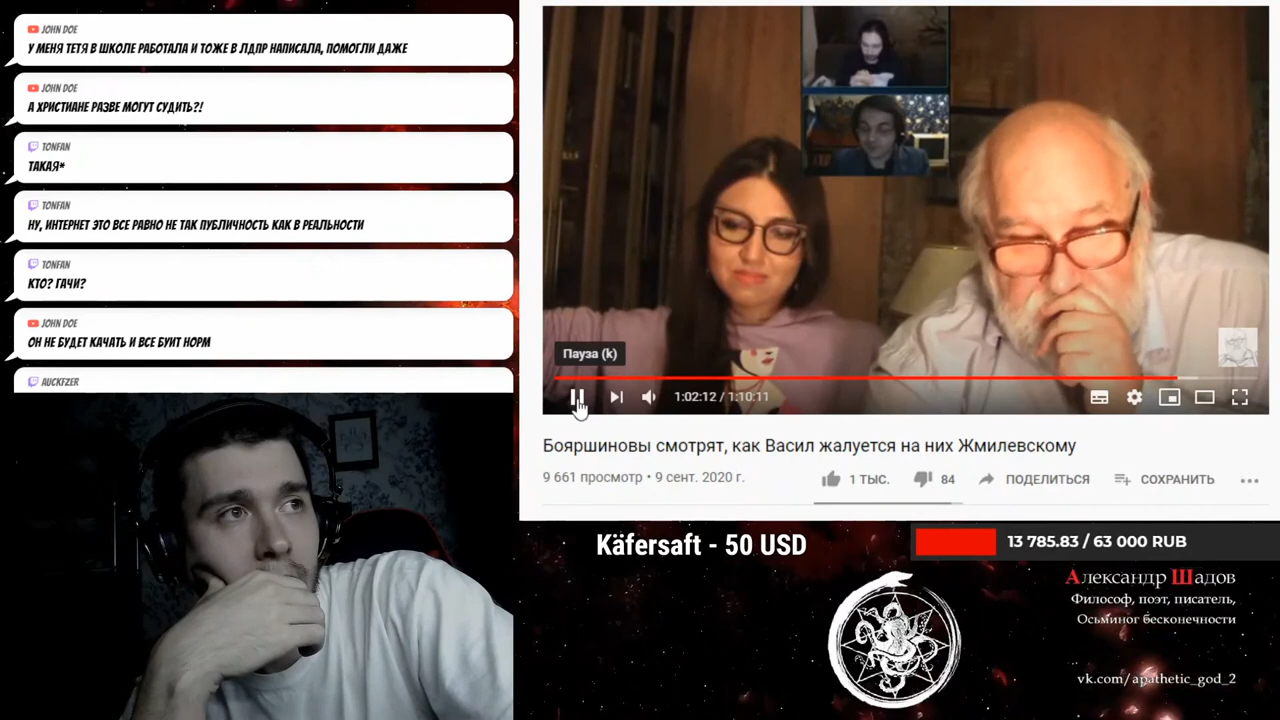 JOHN DOE
У МЕНЯ ТЕТЯ В ШКОЛЕ РАБОТАЛА И ТОЖЕ В ЛДПР НАПИСАЛА, ПОМОГЛИ ДАЖЕ
JOHN DOE
А ХРИСТИАНЕ РАЗВЕ МОГУТ СУДИТЬ?!
TONFAN
ТАКАЯ*
TONFAN
НУ, ИНТЕРНЕТ ЭТО ВСЕ РАВНО НЕ ТАК ПУБЛИЧНОСТЬ КАК В РЕАЛЬНОСТИ
TONFAN
КТО? ГАЧИ?
JOHN DOE
ОН НЕ БУДЕТ КАЧАТЬ И ВСЕ БУИТ НОРМ
AUCKFZER
Пауза (k)
1:02:12 / 1:10:11
Бояршиновы смотрят, как Васил жалуется на них Жмилевскому
9 661 просмотр • 9 сент. 2020 г.
1 ТЫС.
84
ПОДЕЛИТЬСЯ
СОХРАНИТЬ
Käfersaft - 50 USD
13 785.83 / 63 000 RUB
Александр Шадов
Философ, поэт, писатель,
Осьминог бесконечности
vk.com/apathetic_god_2